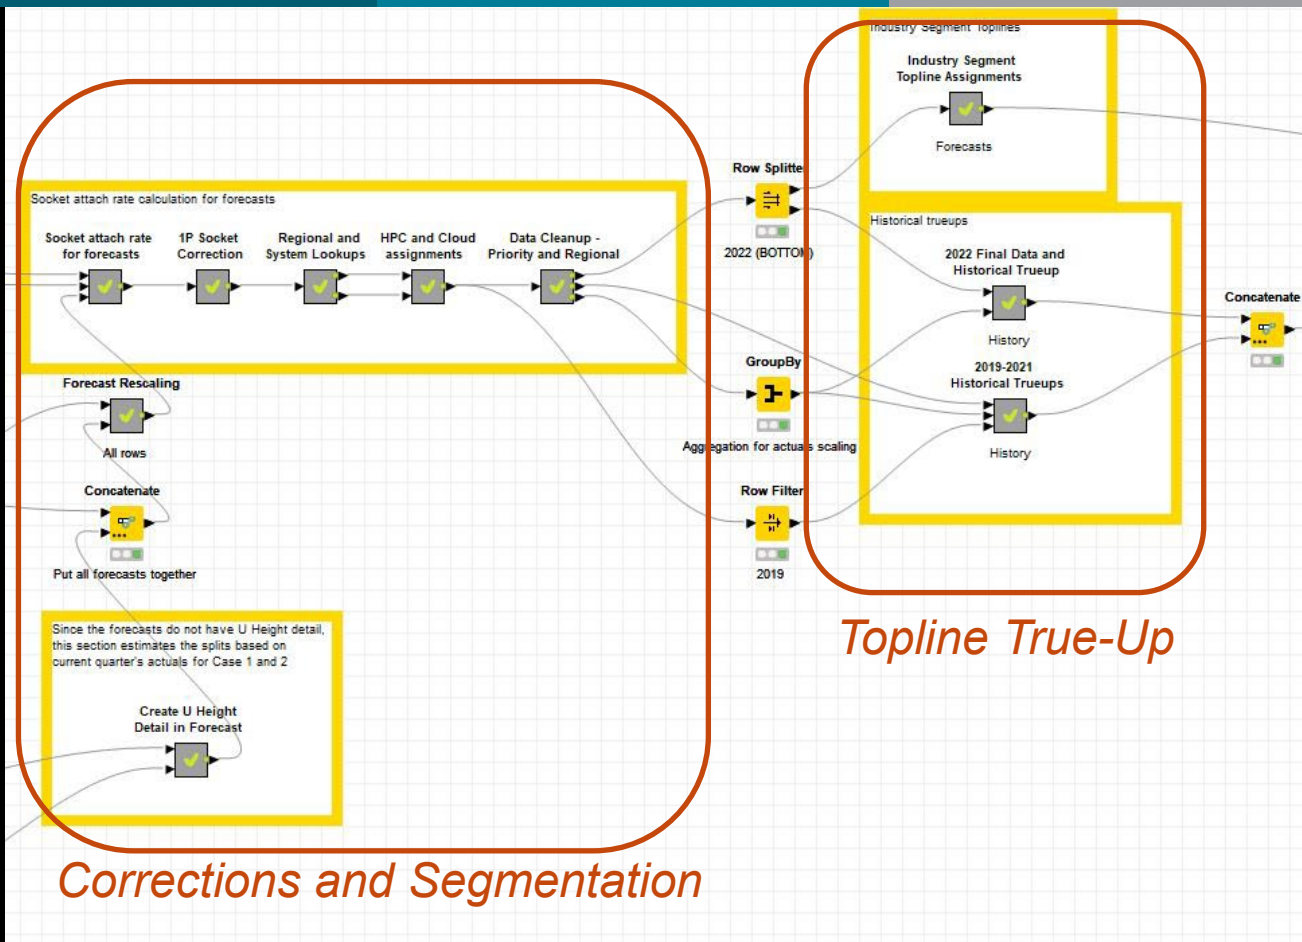 Industry Segment Toplines
Industry Segment
Topline Assignments
Forecasts
Row Splitter
2022 (BOTTOM)
Socket attach rate calculation for forecasts
Socket attach rate
for forecasts
1P Socket
Correction
Regional and
System Lookups
HPC and Cloud
assignments
Data Cleanup -
Priority and Regional
Historical trueups
2022 Final Data and
Historical Trueup
History
Concatenate
2019-2021
Historical Trueups
History
GroupBy
Aggregation for actuals scaling
Forecast Rescaling
All rows
Concatenate
Put all forecasts together
Row Filter
2019
Since the forecasts do not have U Height detail,
this section estimates the splits based on
current quarter's actuals for Case 1 and 2
Create U Height
Detail in Forecast
Topline True-Up
Corrections and Segmentation